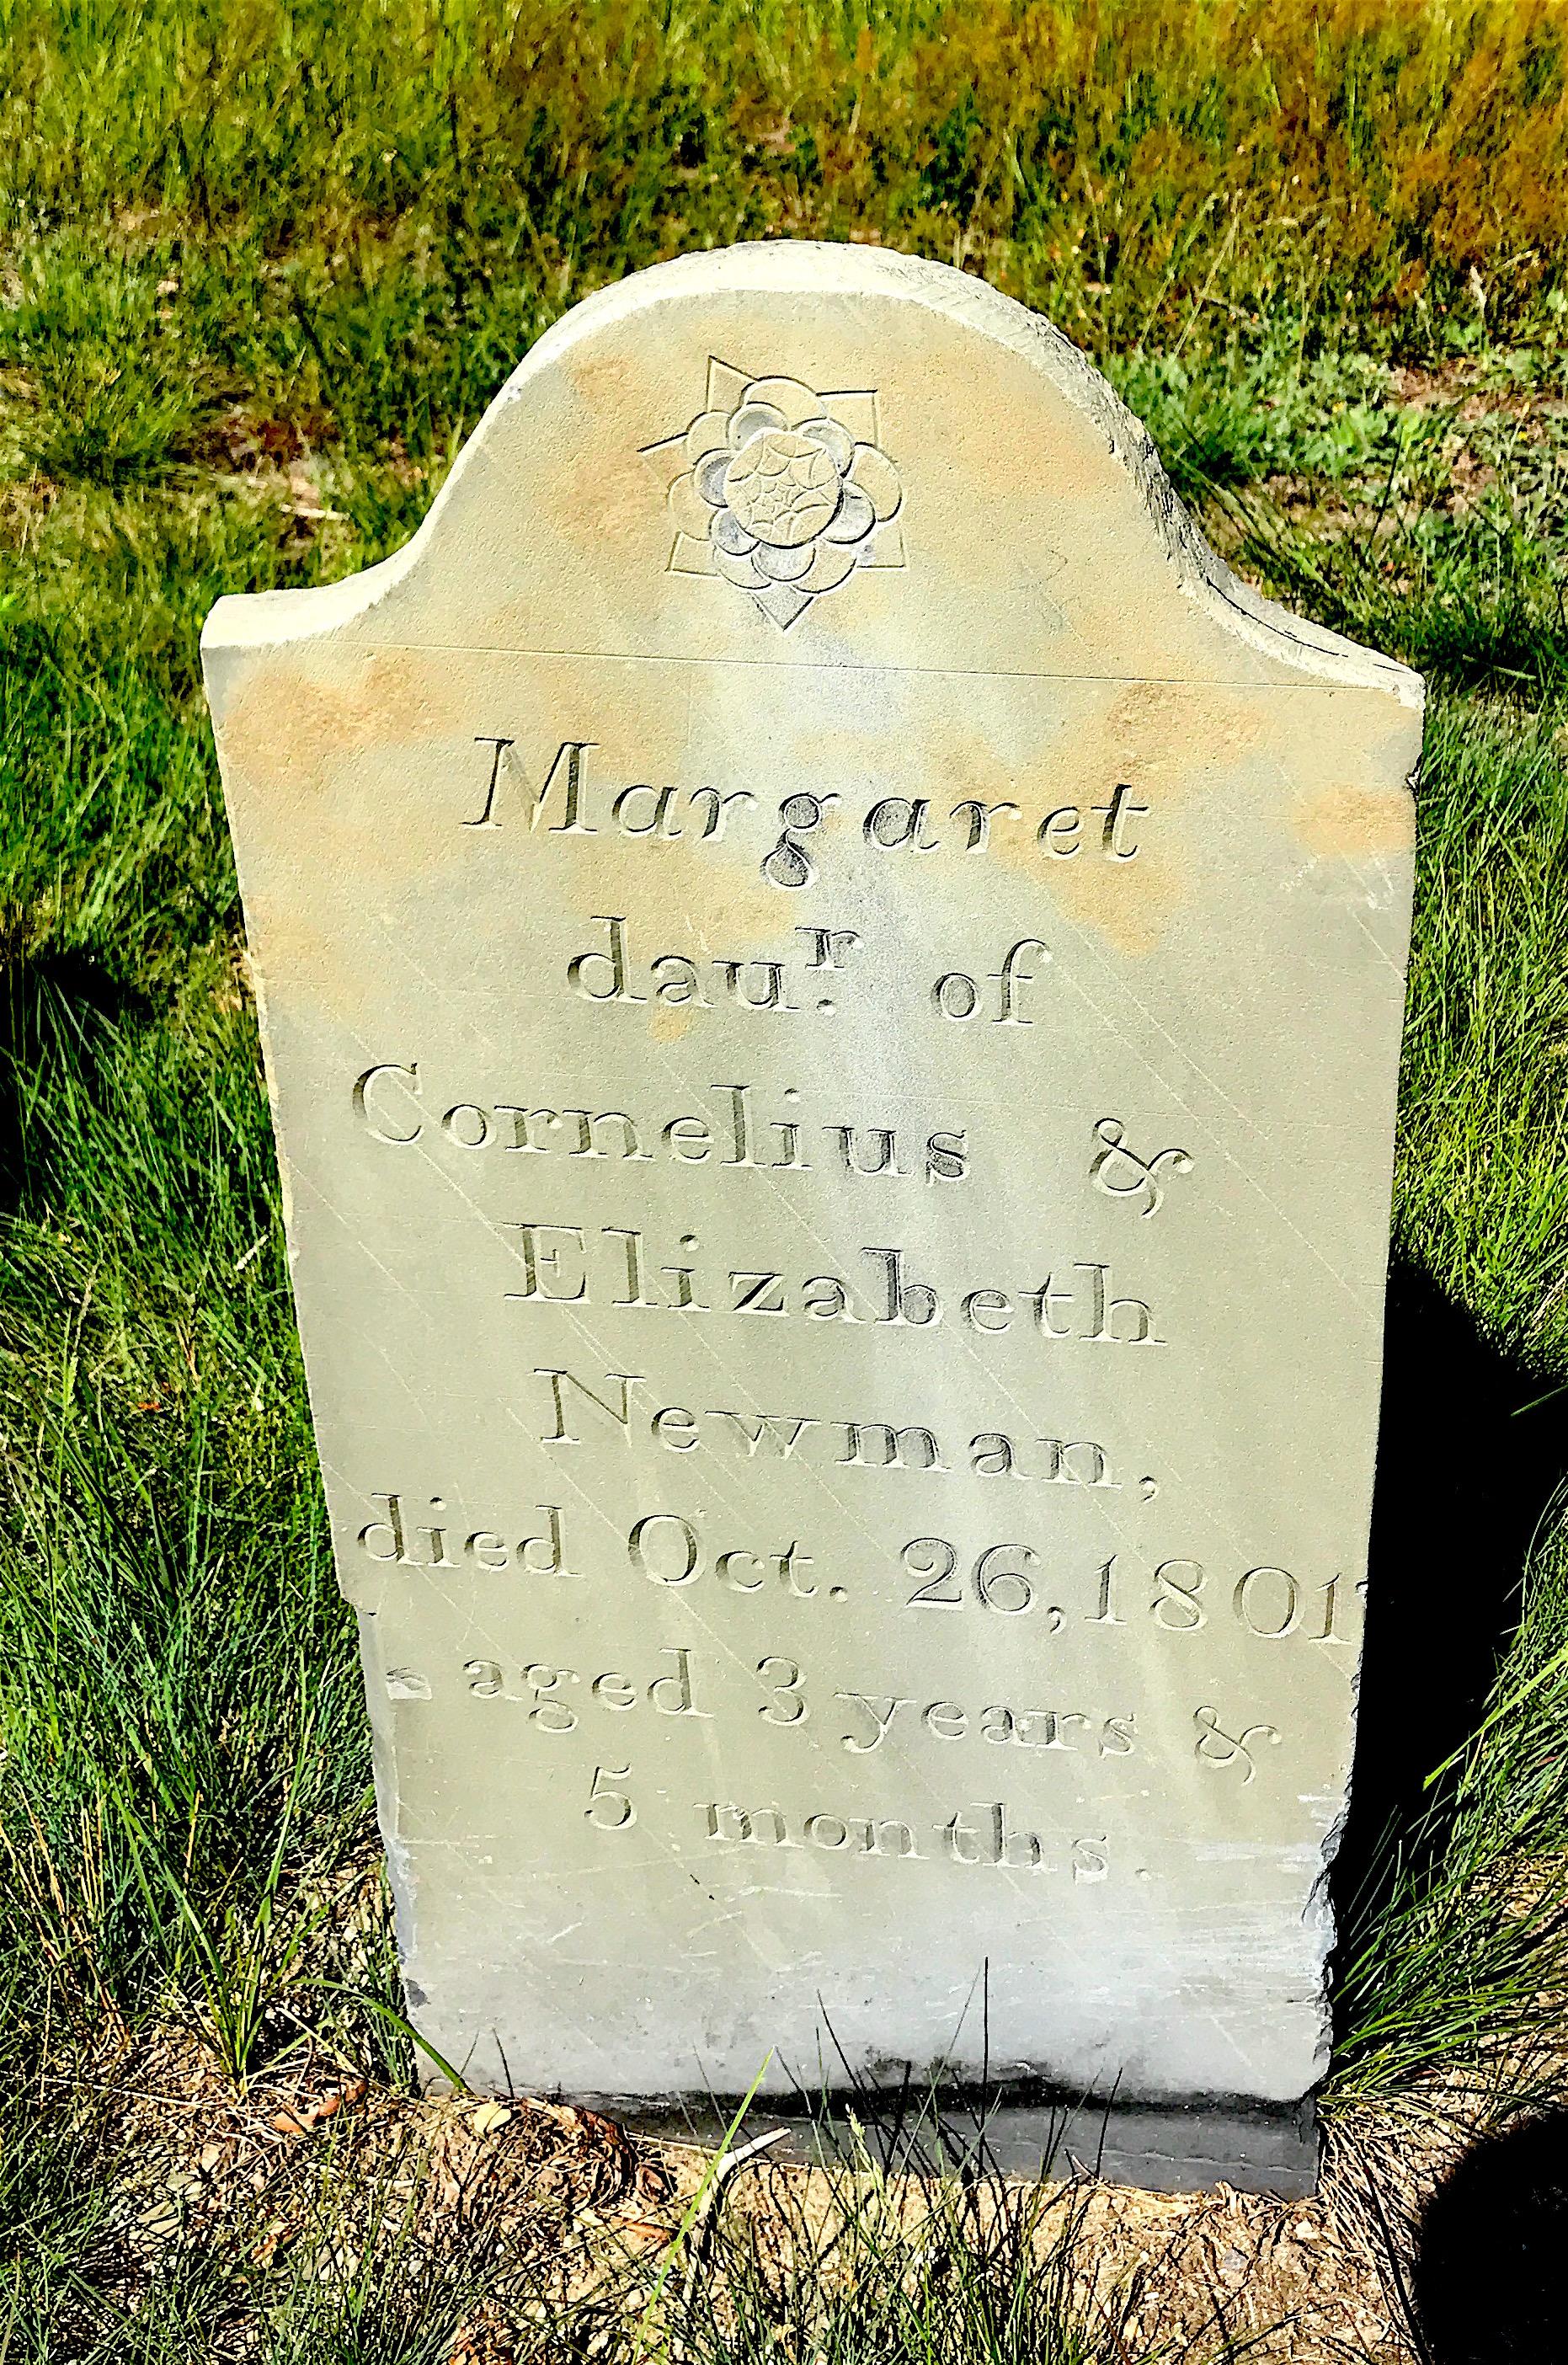 Margaret
dau.ʳ of
Cornelius &
Elizabeth
Newman,
died Oct. 26, 1801
aged 3 years &
5 months.